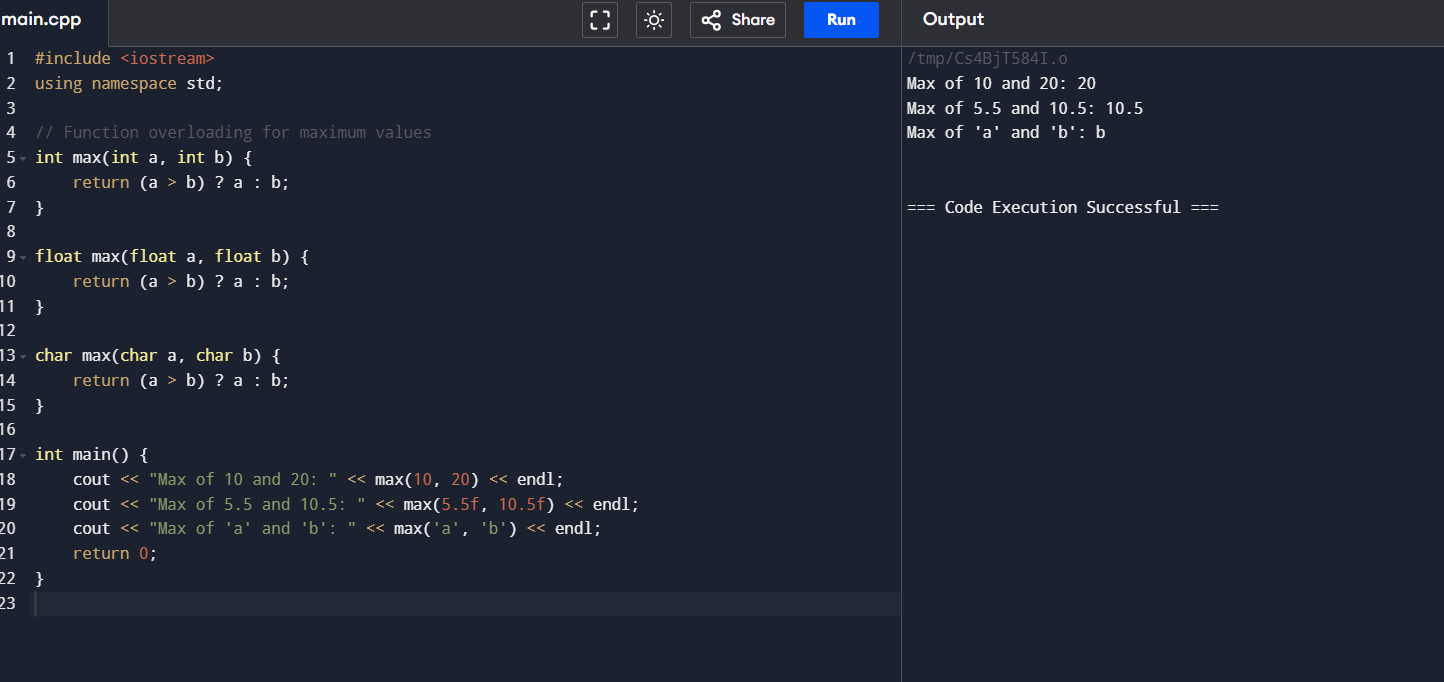 main.cpp
Share
Run
Output
1 #include <iostream>
2 using namespace std;
3
4 // Function overloading for maximum values
5 int max(int a, int b) {
6     return (a > b) ? a : b;
7 }
8
9 float max(float a, float b) {
10     return (a > b) ? a : b;
11 }
12
13 char max(char a, char b) {
14     return (a > b) ? a : b;
15 }
16
17 int main() {
18     cout << "Max of 10 and 20: " << max(10, 20) << endl;
19     cout << "Max of 5.5 and 10.5: " << max(5.5f, 10.5f) << endl;
20     cout << "Max of 'a' and 'b': " << max('a', 'b') << endl;
21     return 0;
22 }
23
/tmp/Cs4BjT584I.o
Max of 10 and 20: 20
Max of 5.5 and 10.5: 10.5
Max of 'a' and 'b': b
=== Code Execution Successful ===